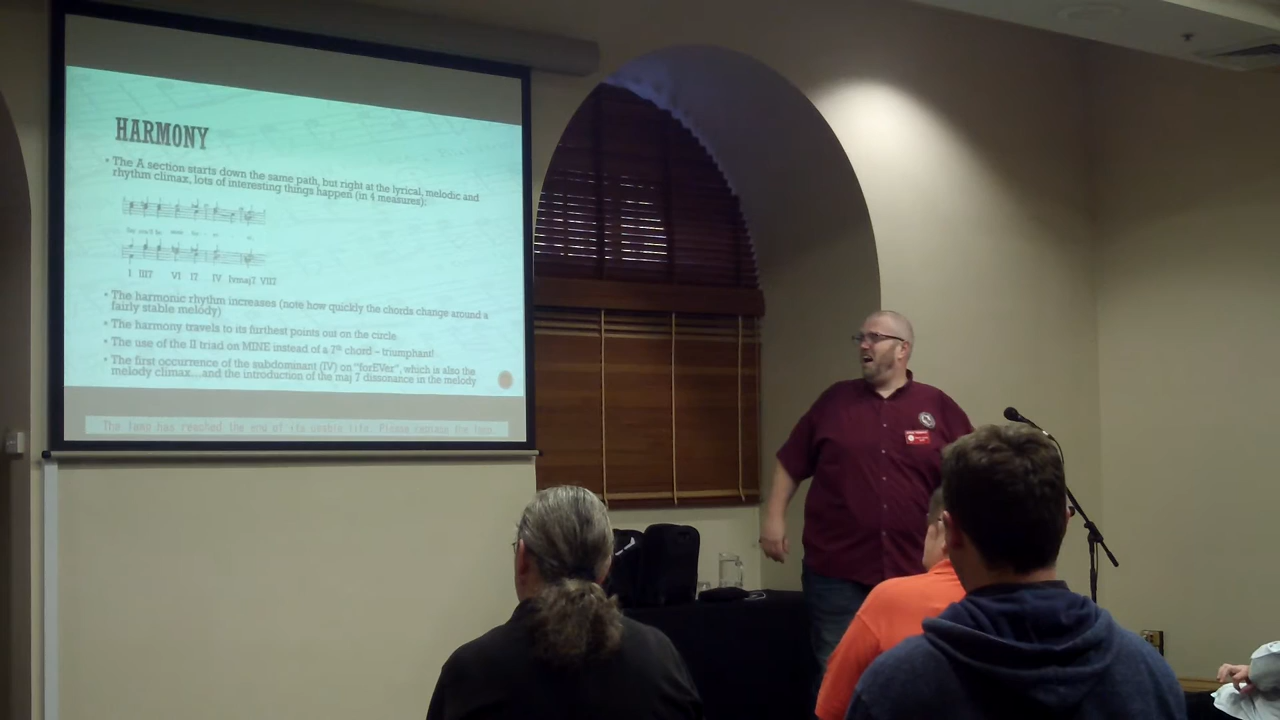 HARMONY
• The A section starts down the same path, but right at the lyrical, melodic and
rhythm climax, lots of interesting things happen (in 4 measures):
I III7 VI I7 IV IVmaj7 VII7
• The harmonic rhythm increases (note how quickly the chords change around a
fairly stable melody)
• The harmony travels to its furthest points out on the circle
• The use of the II triad on MINE instead of a 7th chord – triumphant!
• The first occurrence of the subdominant (IV) on "forEVer", which is also the
melody climax...and the introduction of the maj 7 dissonance in the melody
The lamp has reached the end of its usable life. Please replace the lamp.